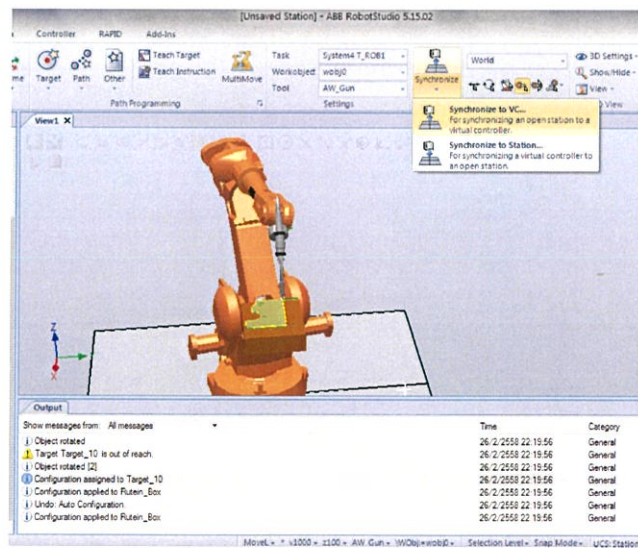 [Unsaved Station] - ABB RobotStudio 5.15.02
Controller RAPID Add-Ins
Target Path Other
Teach Target
Teach Instruction
MultiMove
Task System4 T_ROB1
Workobject wobj0
Tool AW_Gun
Synchronize
World
3D Settings
Show/Hide
View
Path Programming
Settings
Synchronize to VC...
For synchronizing an open station to a
virtual controller.
Synchronize to Station...
For synchronizing a virtual controller to
an open station.
View1 X
Z
X
Output
Show messages from: All messages Time Category
Object rotated 26/2/2558 22:19:56 General
Target Target_10 is out of reach. 26/2/2558 22:19:56 General
Object rotated [2] 26/2/2558 22:19:56 General
Configuration assigned to Target_10 26/2/2558 22:19:56 General
Configuration applied to Rutein_Box 26/2/2558 22:19:56 General
Undo: Auto Configuration 26/2/2558 22:19:56 General
Configuration applied to Rutein_Box 26/2/2558 22:19:56 General
MoveL * v1000 z100 AW_Gun \WObj:=wobj0 Selection Level Snap Mode UCS: Station